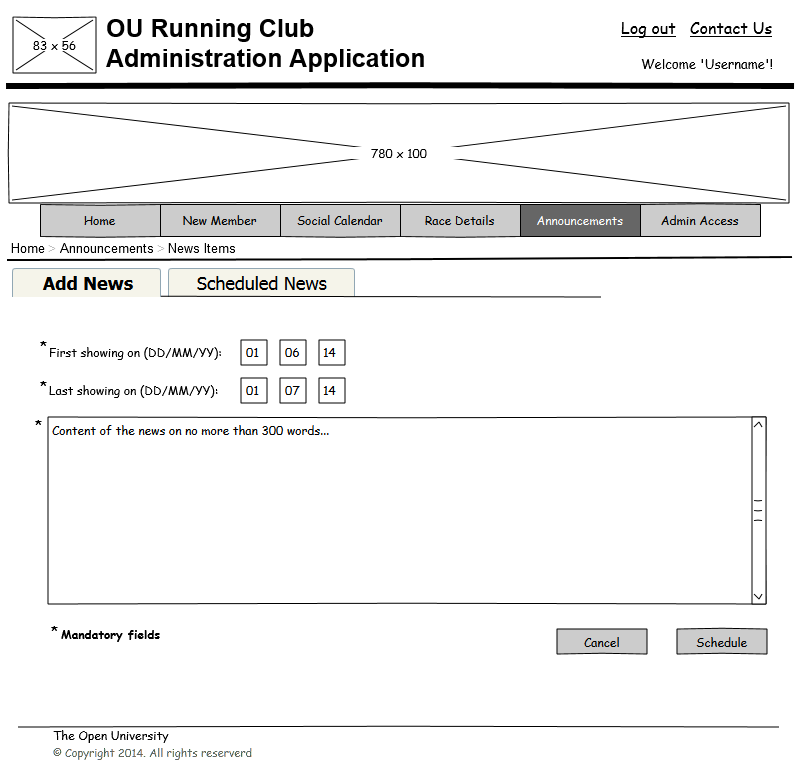 83 x 56
OU Running Club
Administration Application
Log out Contact Us
Welcome 'Username'!
780 x 100
Home New Member Social Calendar Race Details Announcements Admin Access
Home > Announcements > News Items
Add News Scheduled News
* First showing on (DD/MM/YY): 01 06 14
* Last showing on (DD/MM/YY): 01 07 14
* Content of the news on no more than 300 words...
* Mandatory fields Cancel Schedule
The Open University
© Copyright 2014. All rights reserverd